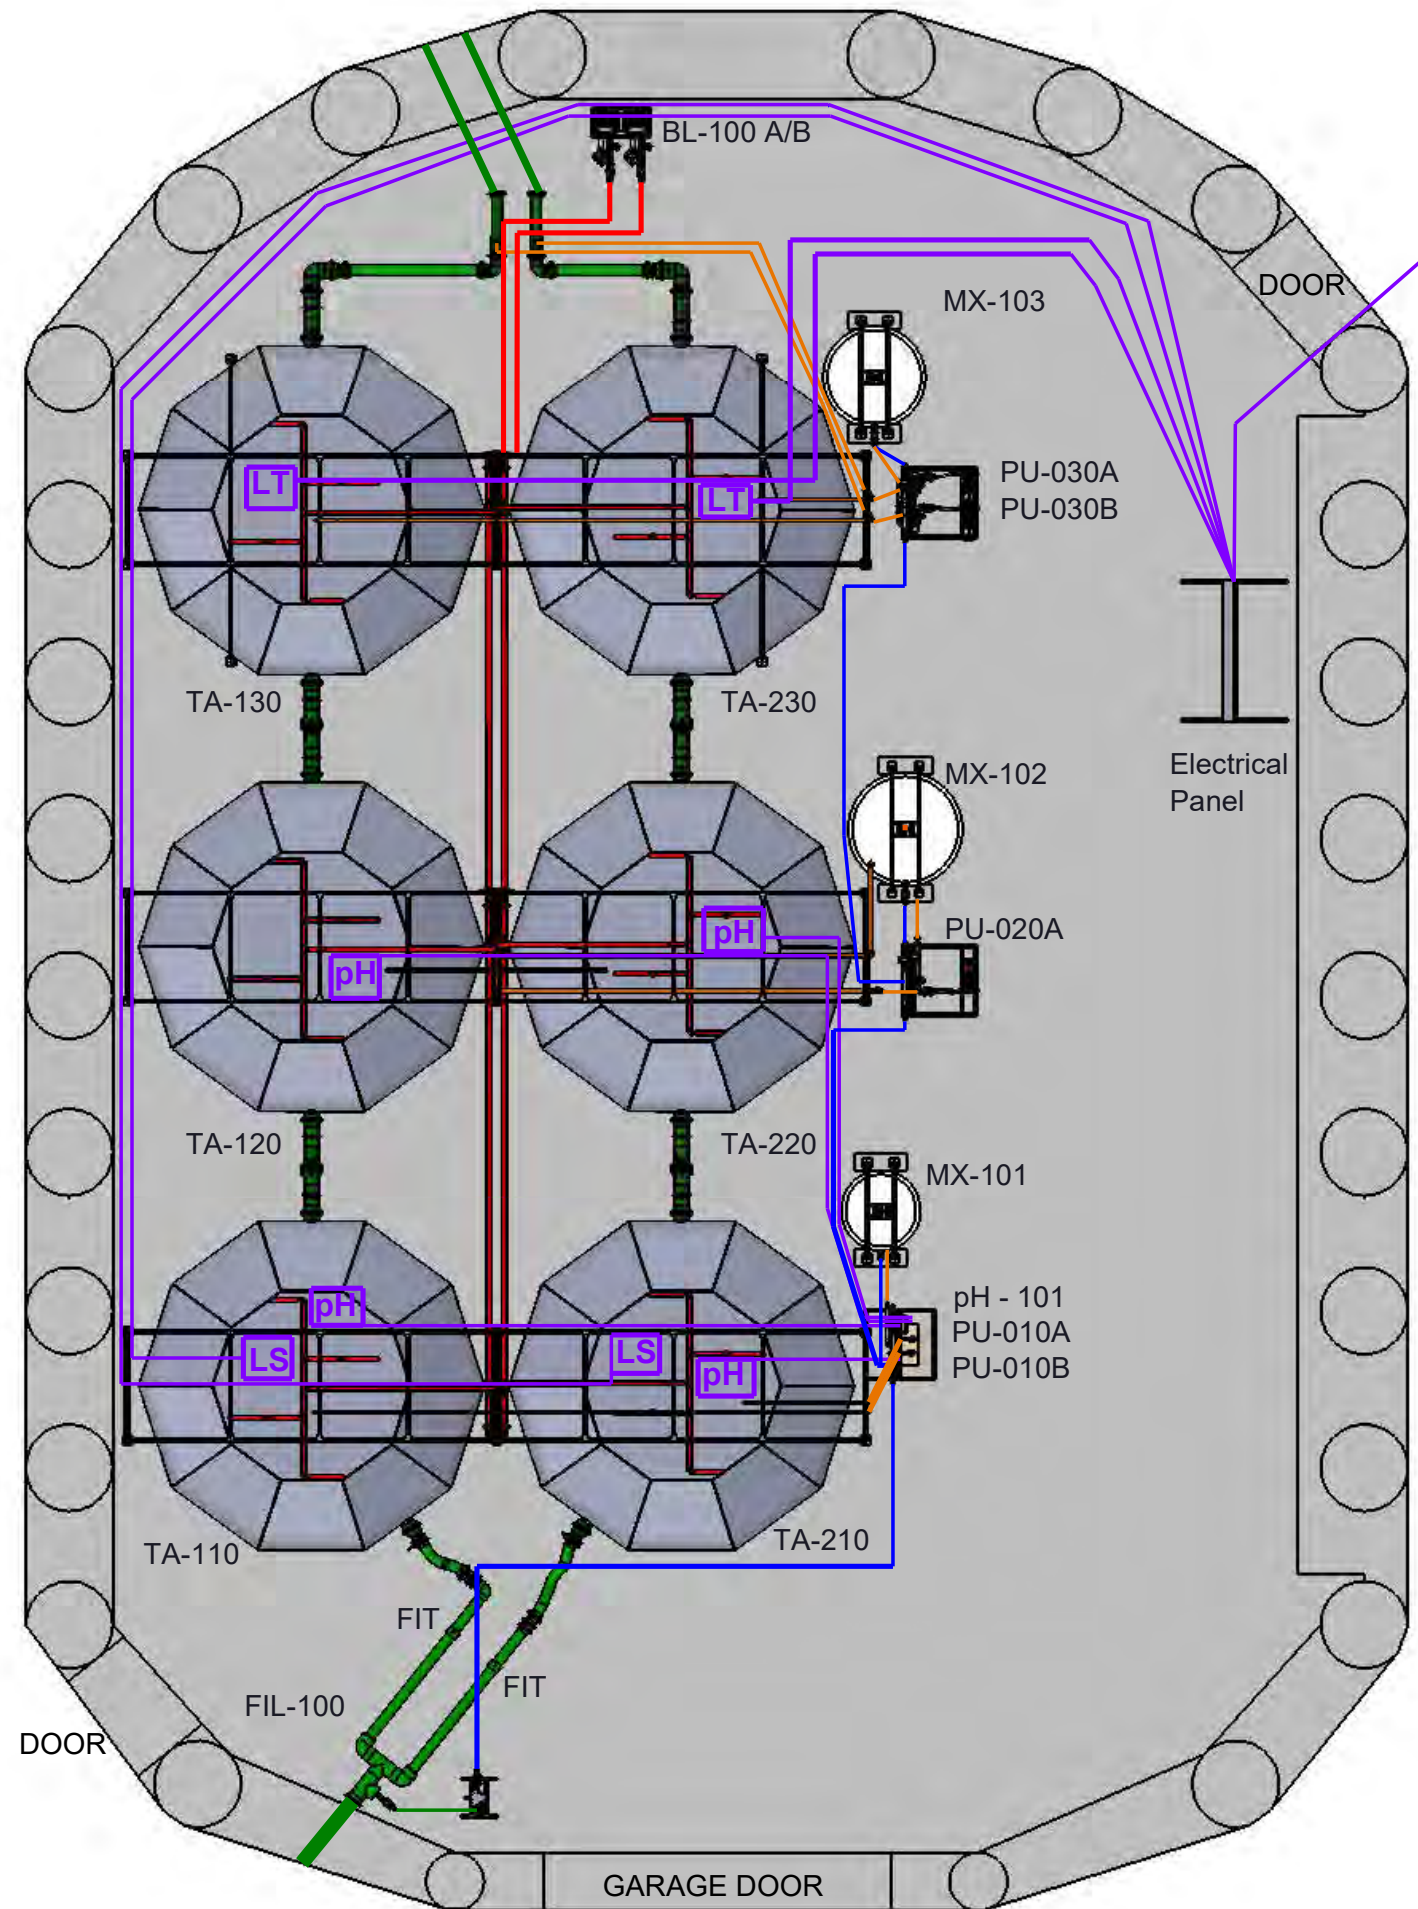 BL-100 A/B
DOOR
MX-103
LT
LT
PU-030A
PU-030B
TA-130
TA-230
Electrical
Panel
MX-102
PU-020A
pH
pH
TA-120
TA-220
MX-101
pH - 101
PU-010A
PU-010B
pH
LS
LS
pH
TA-110
TA-210
FIT
FIT
FIL-100
DOOR
GARAGE DOOR